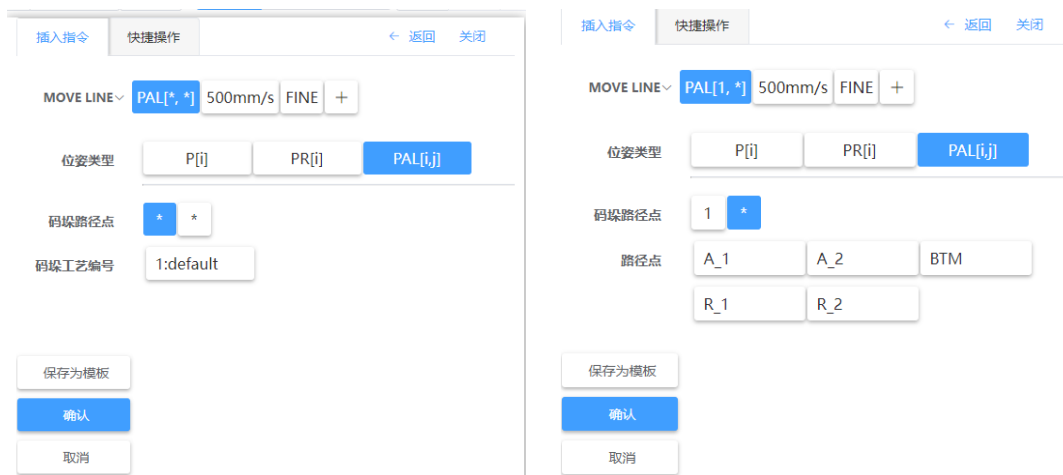 插入指令 快捷操作 ← 返回 关闭
MOVE LINE PAL[*, *] 500mm/s FINE +
位姿类型 P[i] PR[i] PAL[i,j]
码垛路径点 * *
码垛工艺编号 1:default
保存为模板
确认
取消
插入指令 快捷操作 ← 返回 关闭
MOVE LINE PAL[1, *] 500mm/s FINE +
位姿类型 P[i] PR[i] PAL[i,j]
码垛路径点 1 *
路径点 A_1 A_2 BTM
R_1 R_2
保存为模板
确认
取消